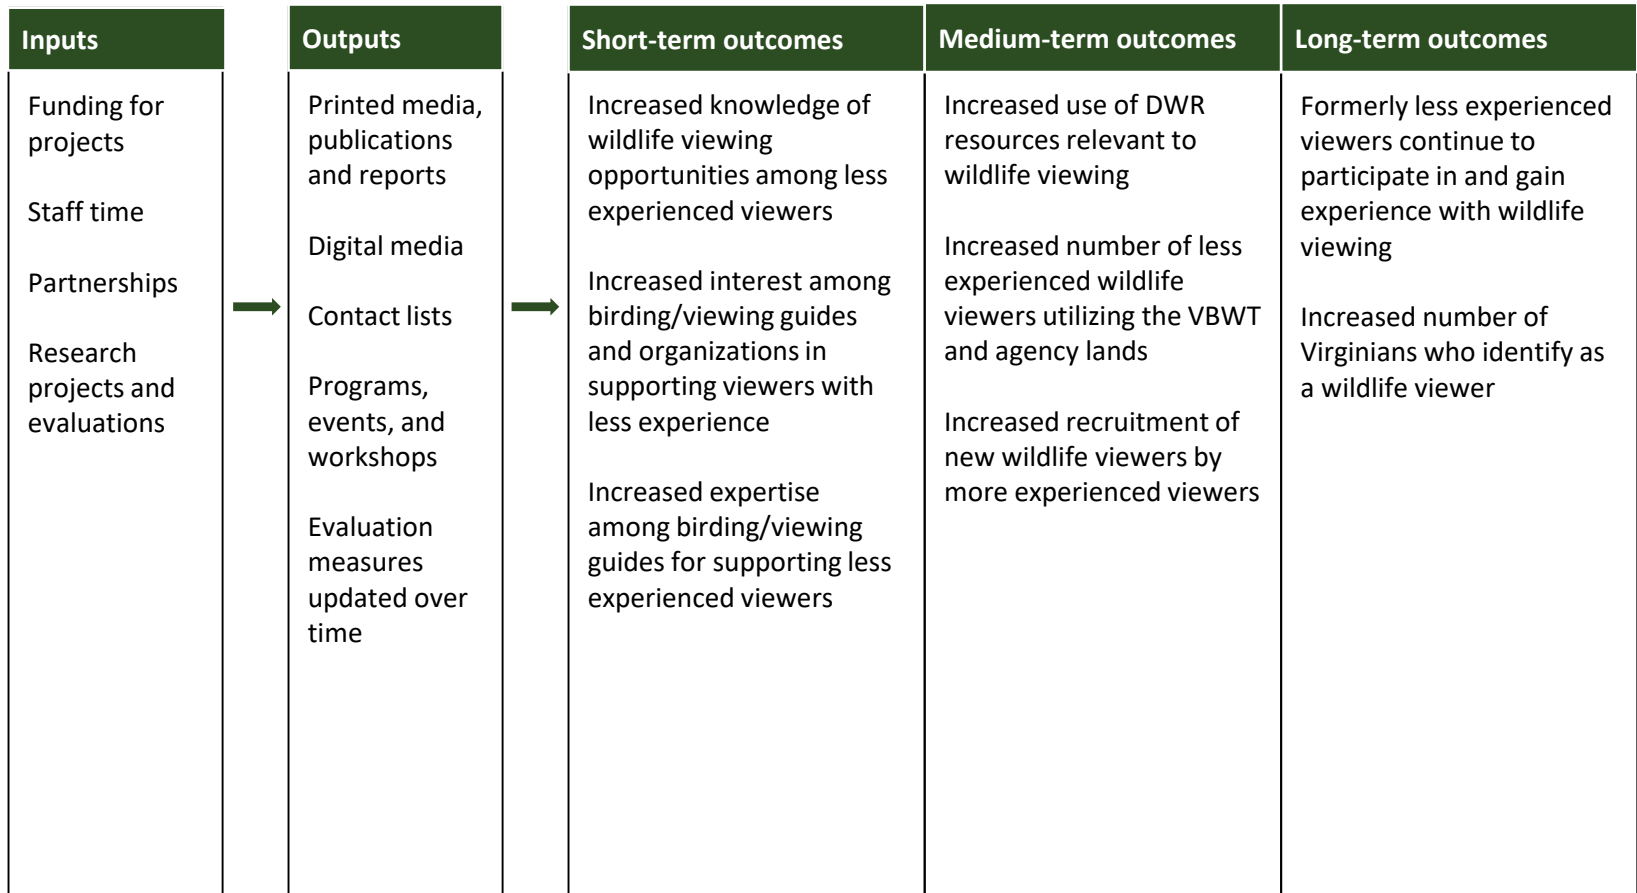 Inputs
Funding for
projects
Staff time
Partnerships
Research
projects and
evaluations
Outputs
Printed media,
publications
and reports
Digital media
Contact lists
Programs,
events, and
workshops
Evaluation
measures
updated over
time
Short-term outcomes
Increased knowledge of
wildlife viewing
opportunities among less
experienced viewers
Increased interest among
birding/viewing guides
and organizations in
supporting viewers with
less experience
Increased expertise
among birding/viewing
guides for supporting less
experienced viewers
Medium-term outcomes
Increased use of DWR
resources relevant to
wildlife viewing
Increased number of less
experienced wildlife
viewers utilizing the VBWT
and agency lands
Increased recruitment of
new wildlife viewers by
more experienced viewers
Long-term outcomes
Formerly less experienced
viewers continue to
participate in and gain
experience with wildlife
viewing
Increased number of
Virginians who identify as
a wildlife viewer